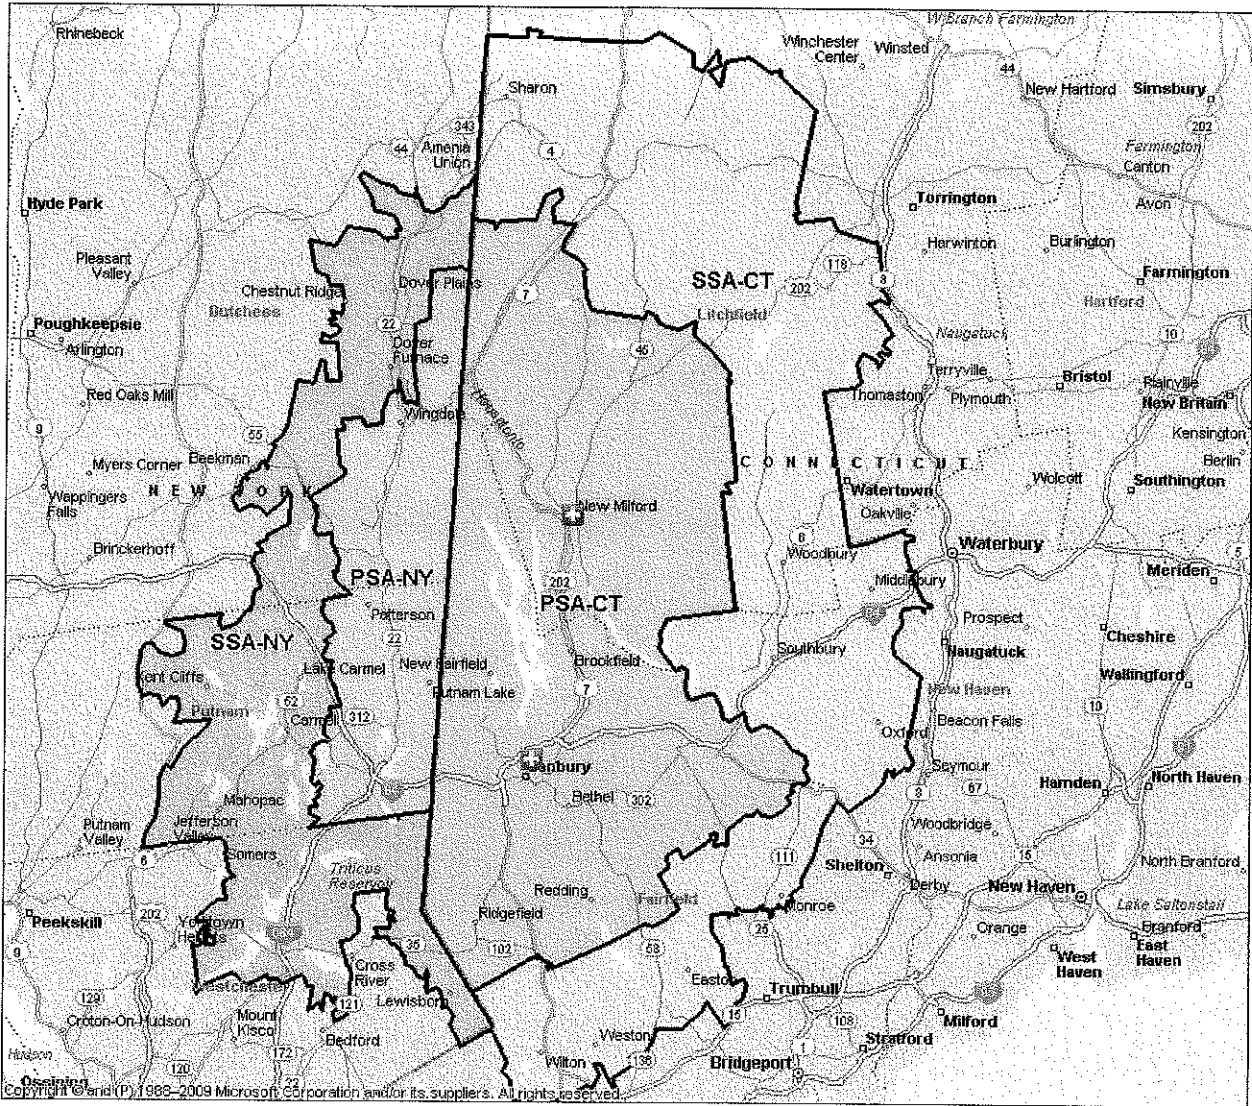 Rhinebeck
W Branch Farmington
Winchester
Center
Winsted
44
New Hartford
Simsbury
Sharon
343
44
Amenia
Union
4
202
Farmington
Canton
Hyde Park
Torrington
Avon
Pleasant
Valley
Harwinton
Burlington
118
8
SSA-CT
202
Farmington
Dover Plains
Chestnut Ridge
Dutchess
7
Litchfield
Hartford
Poughkeepsie
Arlington
22
Dover
Furnace
45
Naugatuck
10
Terryville
Bristol
Plainville
Red Oaks Mill
Thomaston
Plymouth
New Britain
Wingdale
Housatonic
9
55
Kensington
Myers Corner
Beekman
CONNECTICUT
Berlin
Wappingers
Falls
NEW YORK
Watertown
Wolcott
Southington
New Milford
Oakville
6
Brinckerhoff
Woodbury
Waterbury
5
PSA-NY
202
Middlebury
Meriden
PSA-CT
Patterson
Prospect
SSA-NY
22
Cheshire
Brookfield
Southbury
Naugatuck
Kent Cliffs
Lake Carmel
New Fairfield
Putnam Lake
7
Wallingford
New Haven
Putnam
52
Carmel
312
Oxford
Beacon Falls
10
Danbury
Seymour
Hamden
North Haven
Mahopac
Bethel
302
8
67
Putnam
Valley
Jefferson
Valley
Woodbridge
6
Somers
34
111
Ansonia
15
North Branford
Titicus
Reservoir
Shelton
Derby
New Haven
Peekskill
202
Yorktown
Heights
Redding
Fairfield
Monroe
Lake Saltonstall
Ridgefield
25
Orange
Branford
9
35
102
58
West
Haven
East
Haven
Cross
River
Easton
129
Westchester
Lewisboro
Trumbull
121
15
Croton-On-Hudson
Mount
Kisco
108
Milford
Bedford
Weston
Stratford
Hudson
172
Wilton
136
Bridgeport
1
120
Ossining
22
Copyright © and (P) 1988–2009 Microsoft Corporation and/or its suppliers. All rights reserved.